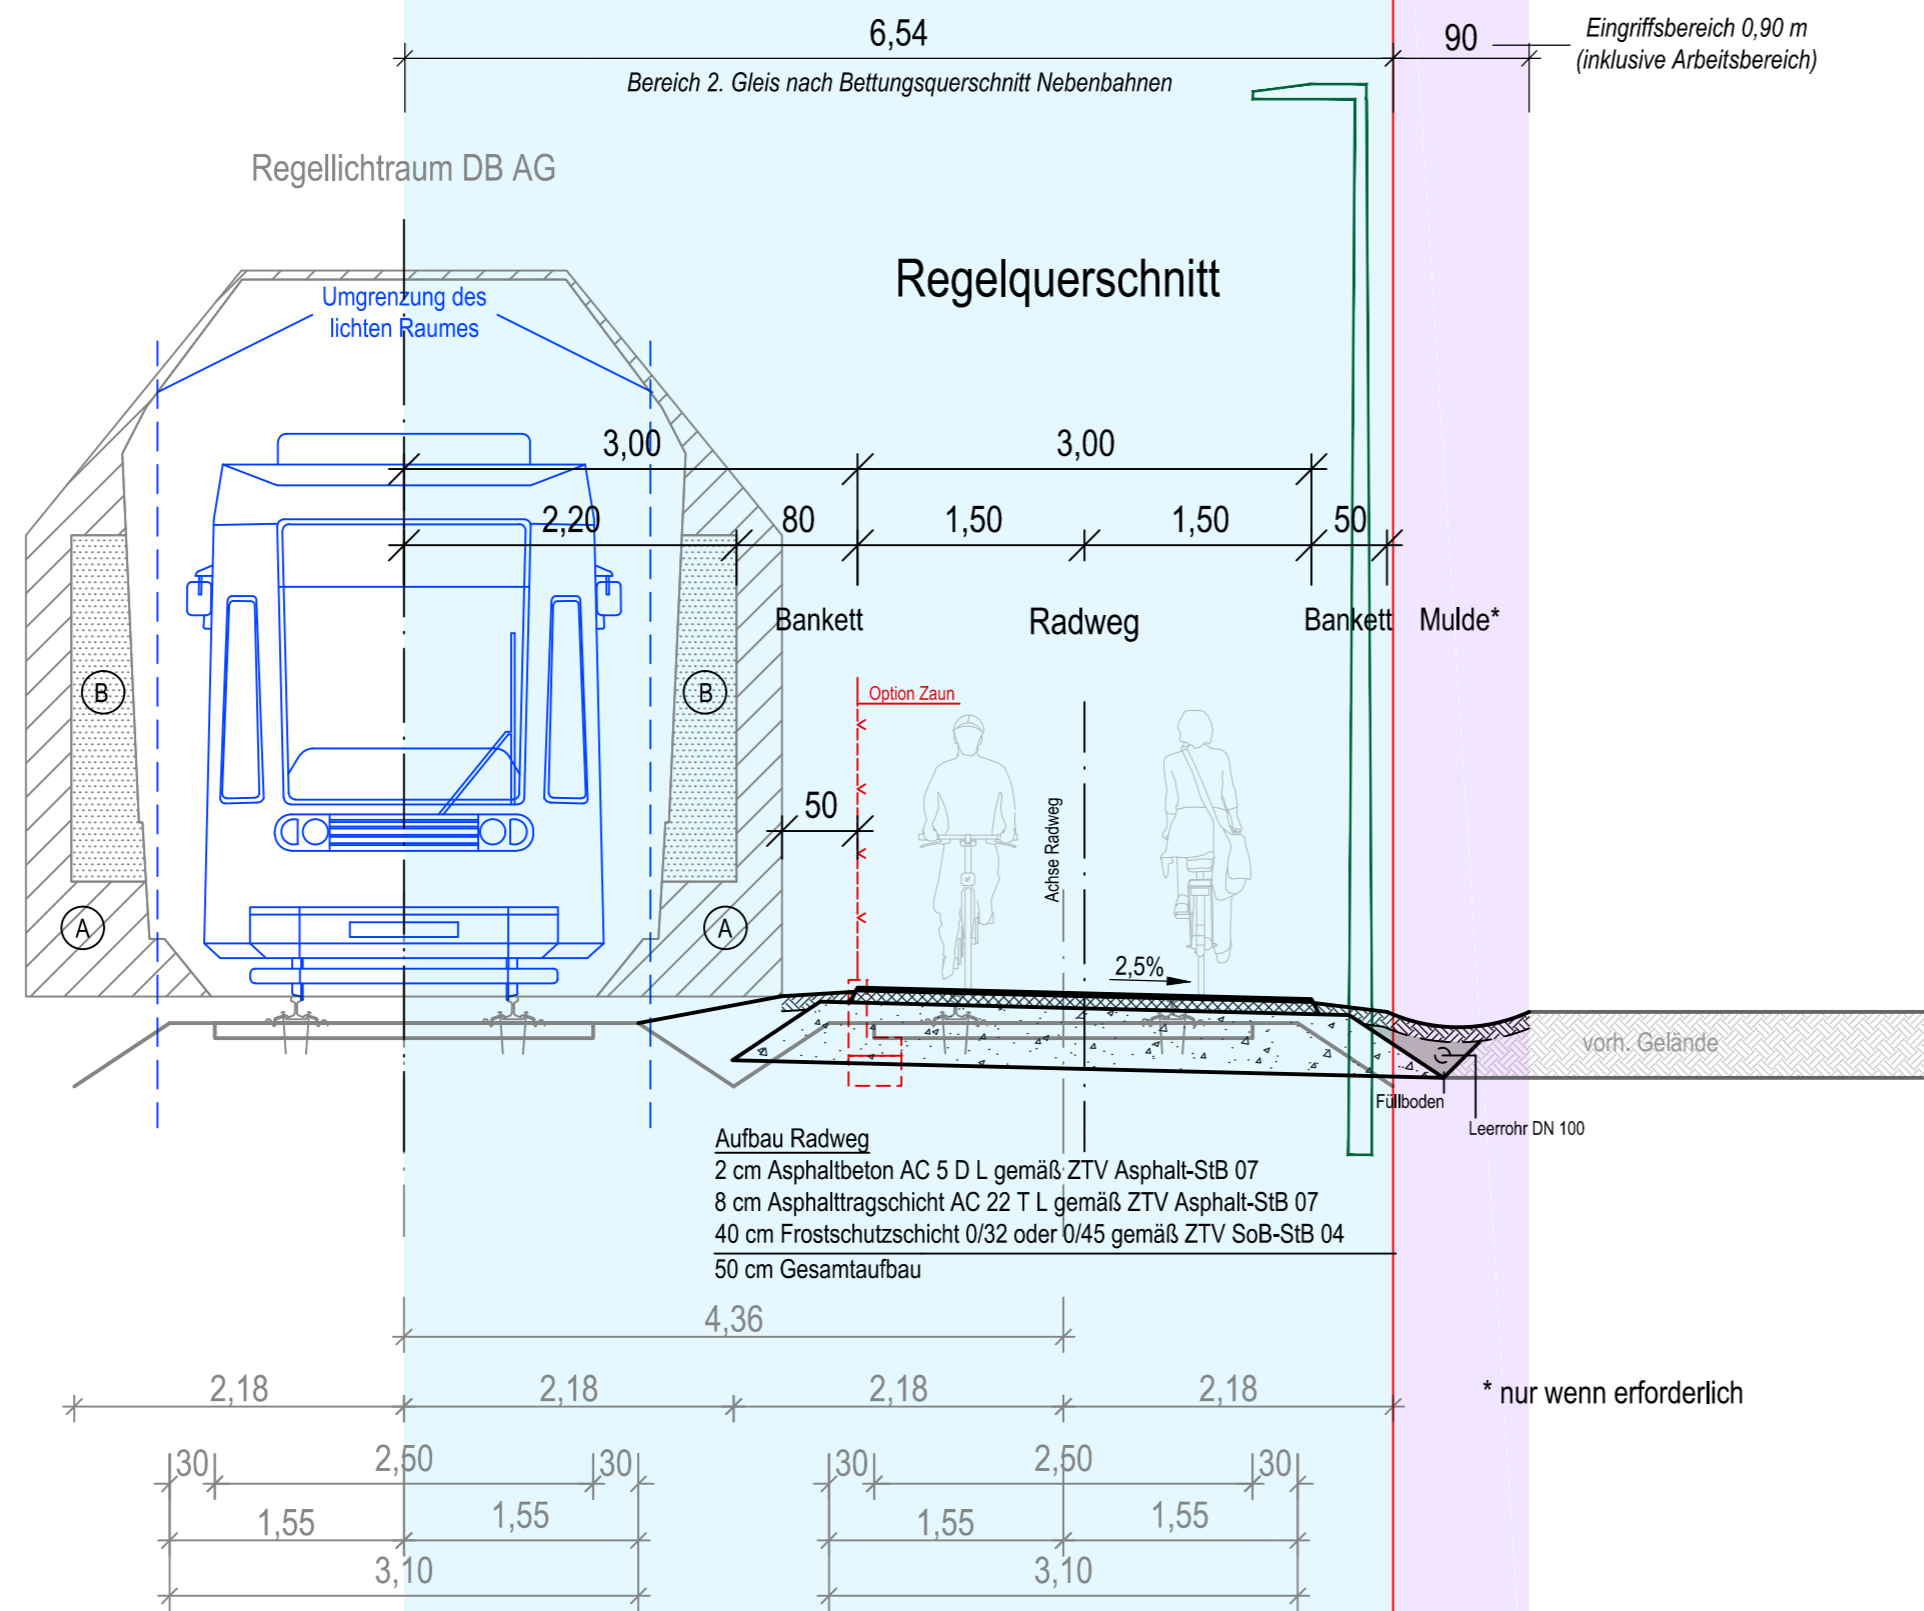 6,54
90
Eingriffsbereich 0,90 m
(inklusive Arbeitsbereich)
Bereich 2. Gleis nach Bettungsquerschnitt Nebenbahnen
Regellichtraum DB AG
Regelquerschnitt
Umgrenzung des
lichten Raumes
3,00
3,00
2,20
80
1,50
1,50
50
Bankett
Radweg
Bankett
Mulde*
B
B
Option Zaun
50
Achse Radweg
A
A
2,5%
vorh. Gelände
Füllboden
Leerrohr DN 100
Aufbau Radweg
2 cm Asphaltbeton AC 5 D L gemäß ZTV Asphalt-StB 07
8 cm Asphalttragschicht AC 22 T L gemäß ZTV Asphalt-StB 07
40 cm Frostschutzschicht 0/32 oder 0/45 gemäß ZTV SoB-StB 04
50 cm Gesamtaufbau
4,36
2,18
2,18
2,18
2,18
* nur wenn erforderlich
30
2,50
30
30
2,50
30
1,55
1,55
1,55
1,55
3,10
3,10